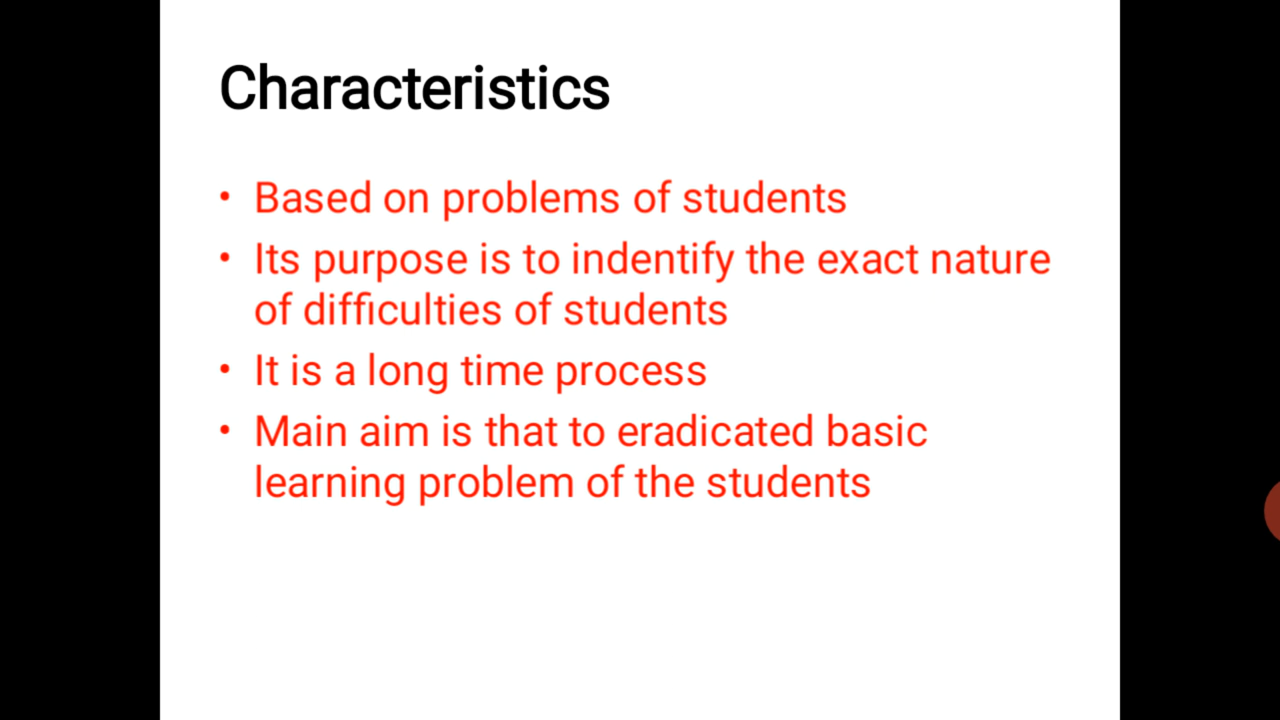 Characteristics
• Based on problems of students
• Its purpose is to indentify the exact nature
of difficulties of students
• It is a long time process
• Main aim is that to eradicated basic
learning problem of the students